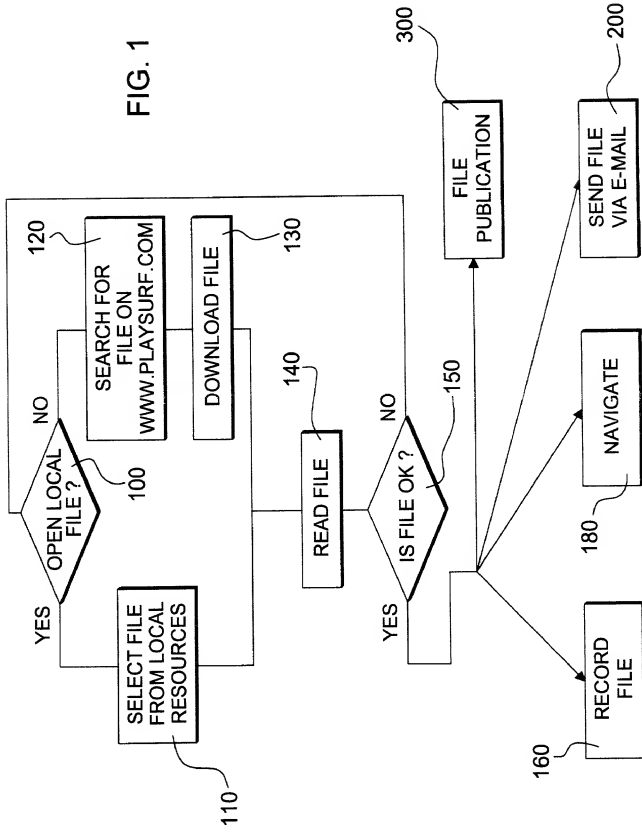 FIG. 1
OPEN LOCAL
FILE ?
100
YES
NO
SELECT FILE
FROM LOCAL
RESOURCES
110
SEARCH FOR
FILE ON
WWW.PLAYSURF.COM
120
DOWNLOAD FILE
130
READ FILE
140
IS FILE OK ?
150
YES
NO
FILE
PUBLICATION
300
RECORD
FILE
160
NAVIGATE
180
SEND FILE
VIA E-MAIL
200